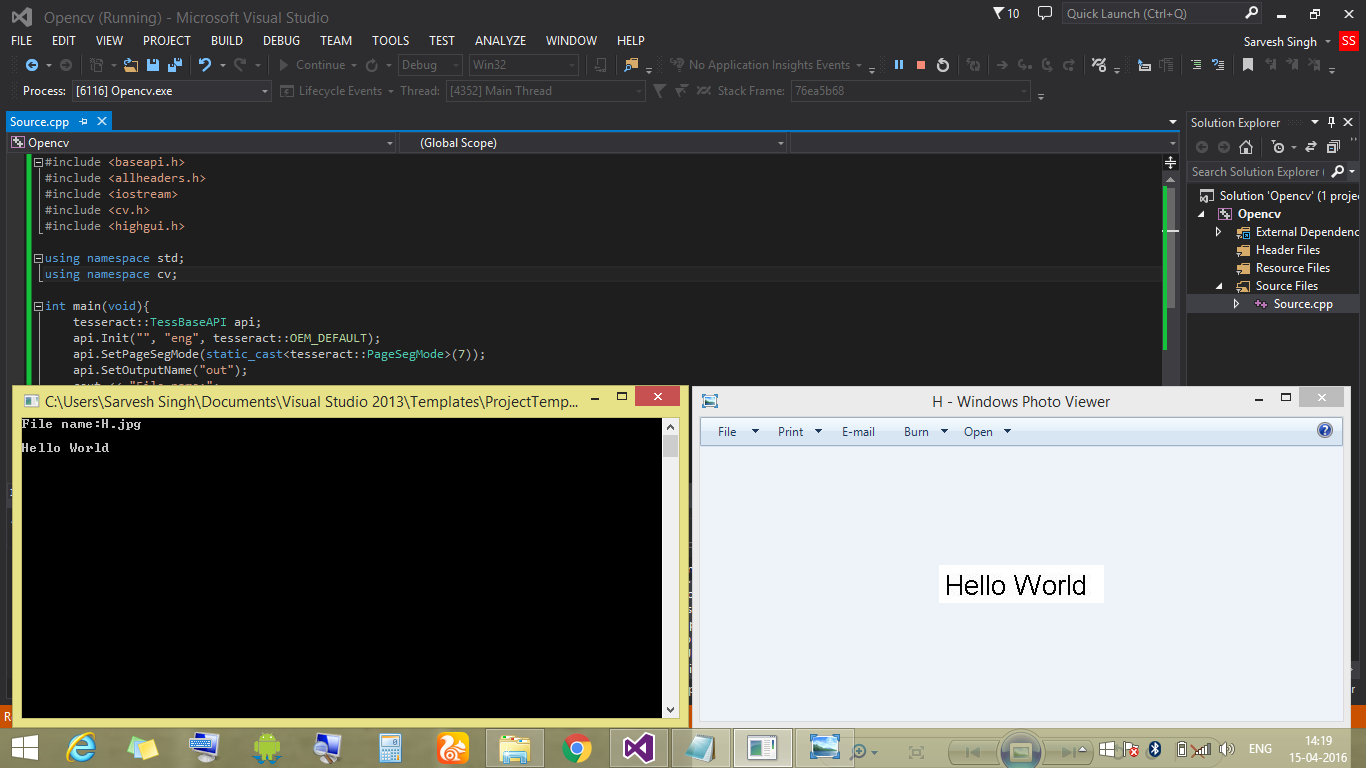 Opencv (Running) - Microsoft Visual Studio
10
Quick Launch (Ctrl+Q)
FILE EDIT VIEW PROJECT BUILD DEBUG TEAM TOOLS TEST ANALYZE WINDOW HELP
Sarvesh Singh
SS
Continue
Debug
Win32
No Application Insights Events
Process: [6116] Opencv.exe
Lifecycle Events
Thread: [4352] Main Thread
Stack Frame: 76ea5b68
Source.cpp
Opencv
(Global Scope)
#include <baseapi.h>
#include <allheaders.h>
#include <iostream>
#include <cv.h>
#include <highgui.h>
using namespace std;
using namespace cv;
int main(void){
tesseract::TessBaseAPI api;
api.Init("", "eng", tesseract::OEM_DEFAULT);
api.SetPageSegMode(static_cast<tesseract::PageSegMode>(7));
api.SetOutputName("out");
Solution Explorer
Search Solution Explorer (
Solution 'Opencv' (1 proje
Opencv
External Dependenc
Header Files
Resource Files
Source Files
Source.cpp
C:\Users\Sarvesh Singh\Documents\Visual Studio 2013\Templates\ProjectTemp...
File name:H.jpg
Hello World
H - Windows Photo Viewer
File Print E-mail Burn Open
Hello World
R
ENG
14:19
15-04-2016